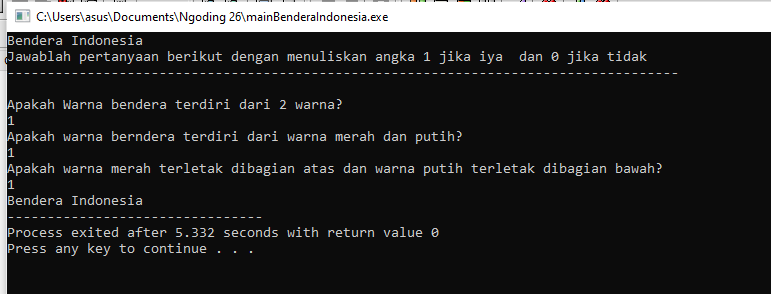 C:\Users\asus\Documents\Ngoding 26\mainBenderaIndonesia.exe
Bendera Indonesia
Jawablah pertanyaan berikut dengan menuliskan angka 1 jika iya  dan 0 jika tidak
------------------------------------------------------------------------------------
Apakah Warna bendera terdiri dari 2 warna?
1
Apakah warna berndera terdiri dari warna merah dan putih?
1
Apakah warna merah terletak dibagian atas dan warna putih terletak dibagian bawah?
1
Bendera Indonesia
--------------------------------
Process exited after 5.332 seconds with return value 0
Press any key to continue . . .